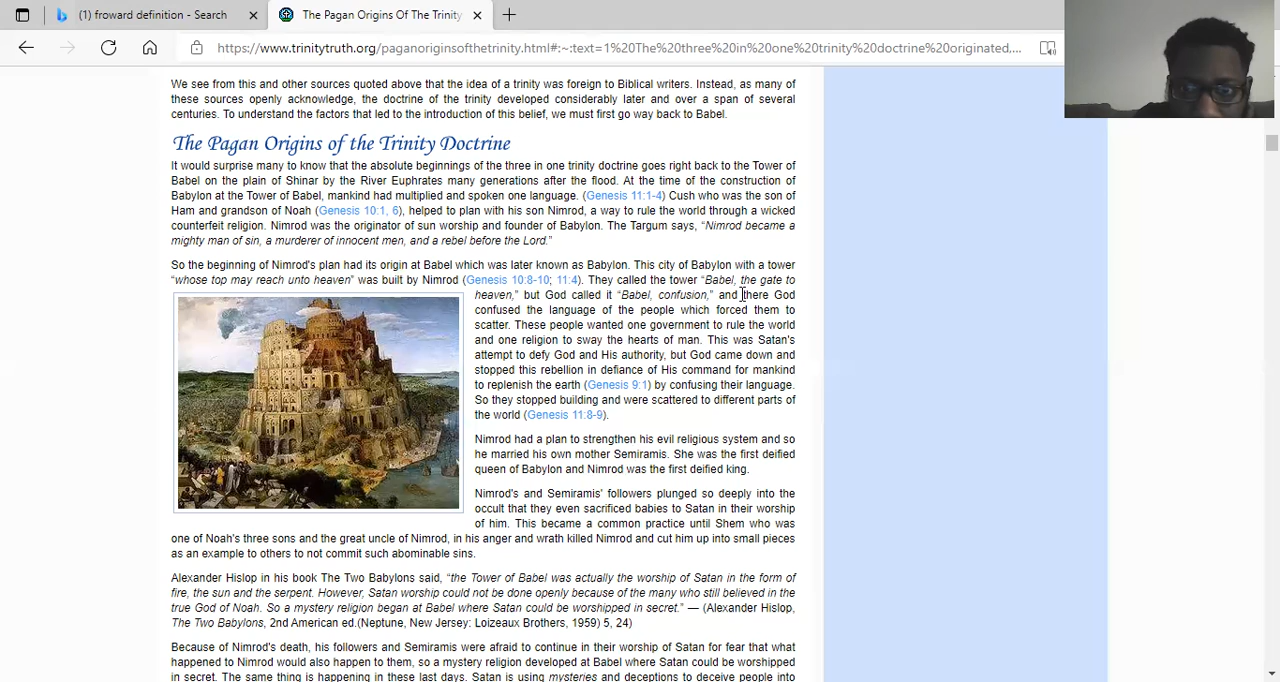 (1) froward definition - Search
The Pagan Origins Of The Trinity
https://www.trinitytruth.org/paganoriginsofthetrinity.html#:~:text=1%20The%20three%20in%20one%20trinity%20doctrine%20originated,...
We see from this and other sources quoted above that the idea of a trinity was foreign to Biblical writers. Instead, as many of
these sources openly acknowledge, the doctrine of the trinity developed considerably later and over a span of several
centuries. To understand the factors that led to the introduction of this belief, we must first go way back to Babel.
The Pagan Origins of the Trinity Doctrine
It would surprise many to know that the absolute beginnings of the three in one trinity doctrine goes right back to the Tower of
Babel on the plain of Shinar by the River Euphrates many generations after the flood. At the time of the construction of
Babylon at the Tower of Babel, mankind had multiplied and spoken one language. (Genesis 11:1-4) Cush who was the son of
Ham and grandson of Noah (Genesis 10:1, 6), helped to plan with his son Nimrod, a way to rule the world through a wicked
counterfeit religion. Nimrod was the originator of sun worship and founder of Babylon. The Targum says, “Nimrod became a
mighty man of sin, a murderer of innocent men, and a rebel before the Lord.”
So the beginning of Nimrod's plan had its origin at Babel which was later known as Babylon. This city of Babylon with a tower
“whose top may reach unto heaven” was built by Nimrod (Genesis 10:8-10; 11:4). They called the tower “Babel, the gate to
heaven,” but God called it “Babel, confusion,” and there God
confused the language of the people which forced them to
scatter. These people wanted one government to rule the world
and one religion to sway the hearts of man. This was Satan's
attempt to defy God and His authority, but God came down and
stopped this rebellion in defiance of His command for mankind
to replenish the earth (Genesis 9:1) by confusing their language.
So they stopped building and were scattered to different parts of
the world (Genesis 11:8-9).
Nimrod had a plan to strengthen his evil religious system and so
he married his own mother Semiramis. She was the first deified
queen of Babylon and Nimrod was the first deified king.
Nimrod's and Semiramis' followers plunged so deeply into the
occult that they even sacrificed babies to Satan in their worship
of him. This became a common practice until Shem who was
one of Noah's three sons and the great uncle of Nimrod, in his anger and wrath killed Nimrod and cut him up into small pieces
as an example to others to not commit such abominable sins.
Alexander Hislop in his book The Two Babylons said, “the Tower of Babel was actually the worship of Satan in the form of
fire, the sun and the serpent. However, Satan worship could not be done openly because of the many who still believed in the
true God of Noah. So a mystery religion began at Babel where Satan could be worshipped in secret.” — (Alexander Hislop,
The Two Babylons, 2nd American ed.(Neptune, New Jersey: Loizeaux Brothers, 1959) 5, 24)
Because of Nimrod's death, his followers and Semiramis were afraid to continue in their worship of Satan for fear that what
happened to Nimrod would also happen to them, so a mystery religion developed at Babel where Satan could be worshipped
in secret. The same thing is happening in these last days. Satan is using mysteries and deceptions to deceive people into